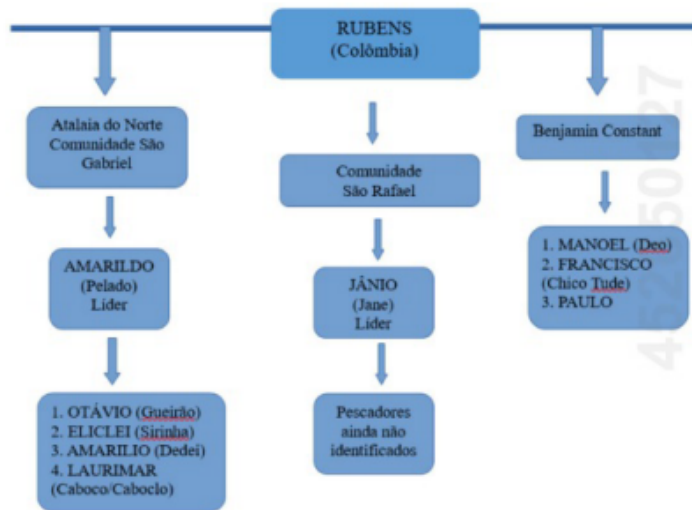 RUBENS
(Colômbia)
Atalaia do Norte
Comunidade São
Gabriel
AMARILDO
(Pelado)
Líder
1. OTÁVIO (Gueirão)
2. ELICLEI (Sirinha)
3. AMARILIO (Dedei)
4. LAURIMAR
(Caboco/Caboclo)
Comunidade
São Rafael
JÂNIO
(Jane)
Líder
Pescadores
ainda não
identificados
Benjamin Constant
1. MANOEL (Deo)
2. FRANCISCO
(Chico Tude)
3. PAULO